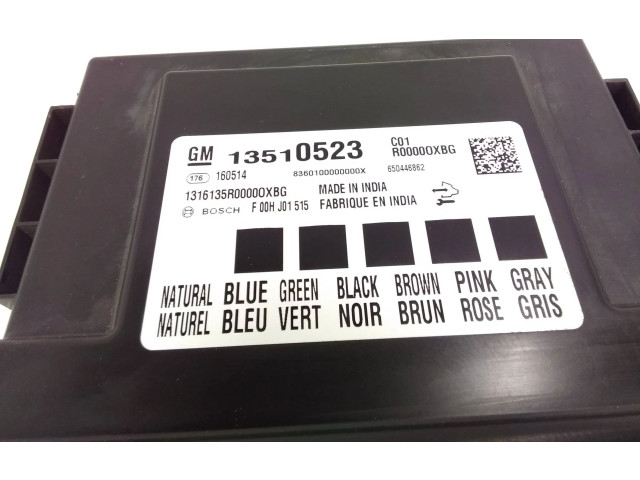 GM 13510523 C01
R00000XBG
176 160514 8360100000000X 650446862
1316135R00000XBG MADE IN INDIA
BOSCH F 00H J01 515 FABRIQUE EN INDIA
NATURAL BLUE GREEN BLACK BROWN PINK GRAY
NATUREL BLEU VERT NOIR BRUN ROSE GRIS